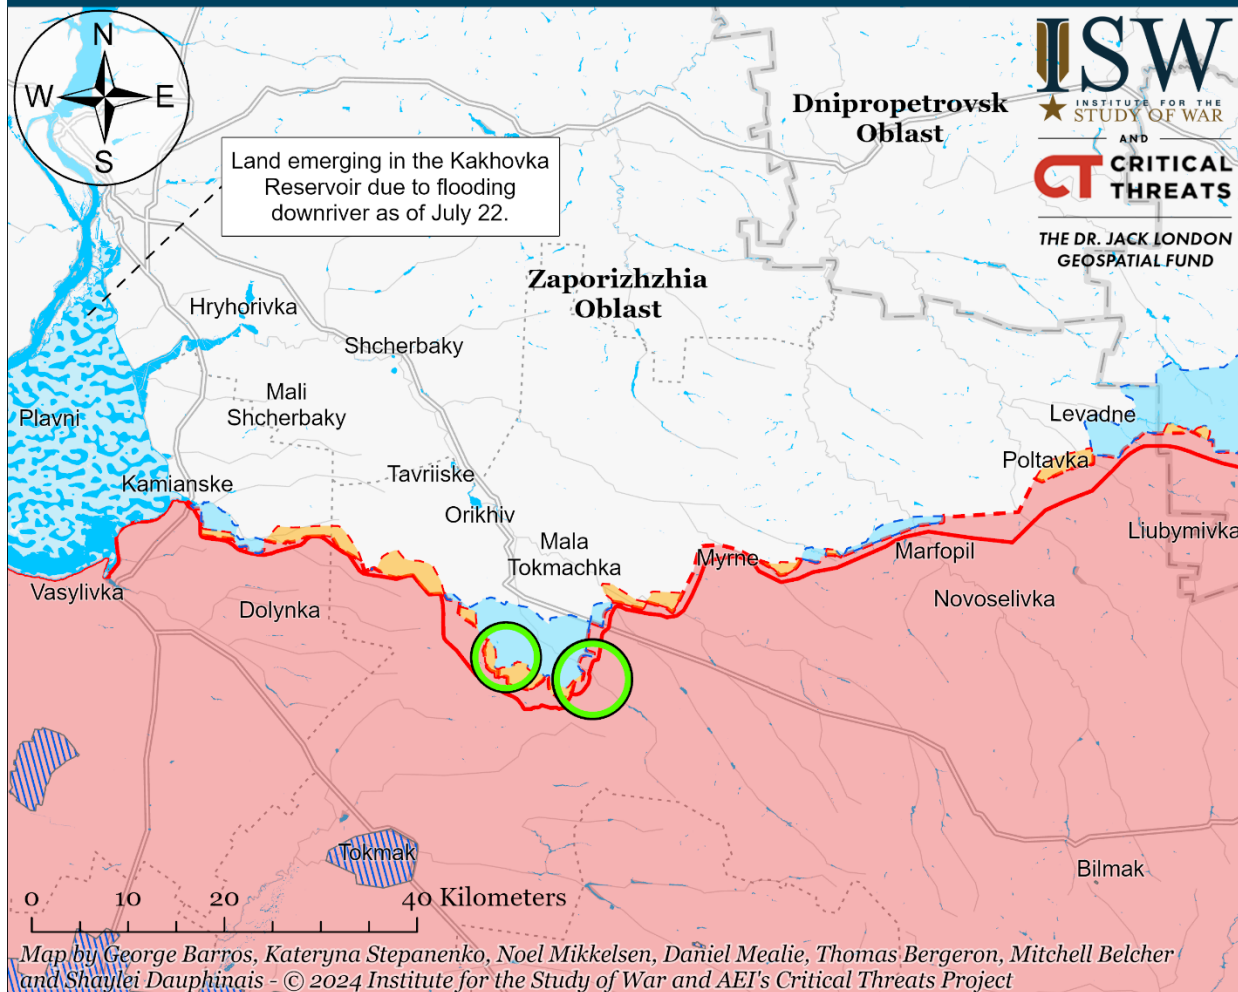 N
W
E
S
ISW
INSTITUTE FOR THE
STUDY OF WAR
AND
CT CRITICAL
THREATS
THE DR. JACK LONDON
GEOSPATIAL FUND
Dnipropetrovsk
Oblast
Land emerging in the Kakhovka
Reservoir due to flooding
downriver as of July 22.
Zaporizhzhia
Oblast
Hryhorivka
Shcherbaky
Mali
Shcherbaky
Plavni
Levadne
Poltavka
Tavriiske
Kamianske
Orikhiv
Liubymivka
Mala
Tokmachka
Myrne
Marfopil
Vasylivka
Dolynka
Novoselivka
Tokmak
Bilmak
0 10 20 40 Kilometers
Map by George Barros, Kateryna Stepanenko, Noel Mikkelsen, Daniel Mealie, Thomas Bergeron, Mitchell Belcher
and Shaylei Dauphinais - © 2024 Institute for the Study of War and AEI's Critical Threats Project